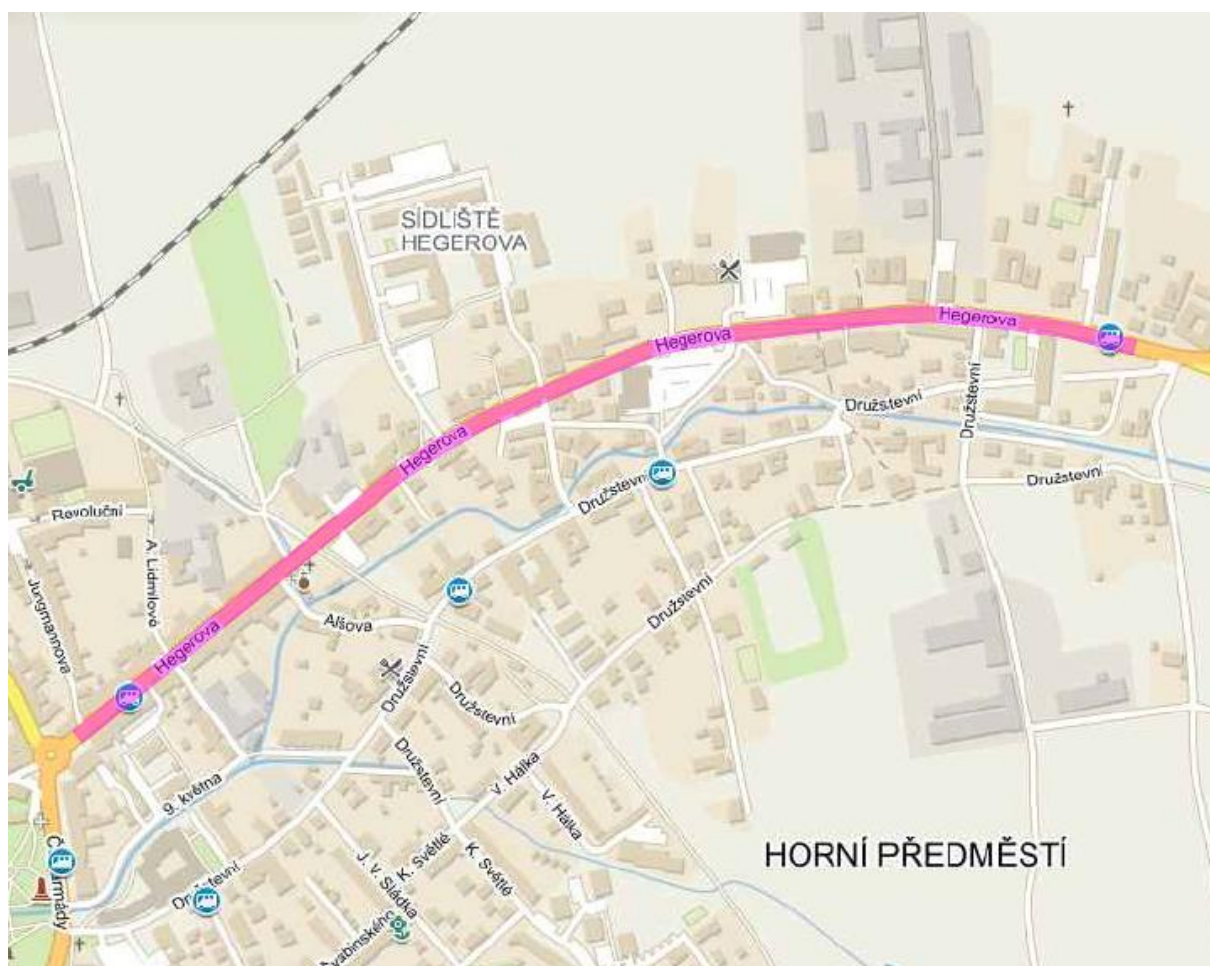 SÍDLIŠTĚ
HEGEROVA
Hegerova
Hegerova
Hegerova
Hegerova
Družstevní
Družstevní
Družstevní
Družstevní
Revoluční
A. Lidmilové
Jungmannova
Alšova
Družstevní
Družstevní
Družstevní
Družstevní
V. Hálka
V. Hálka
9. května
K. Světlé
K. Světlé
J. V. Sládka
Družstevní
HORNÍ PŘEDMĚSTÍ